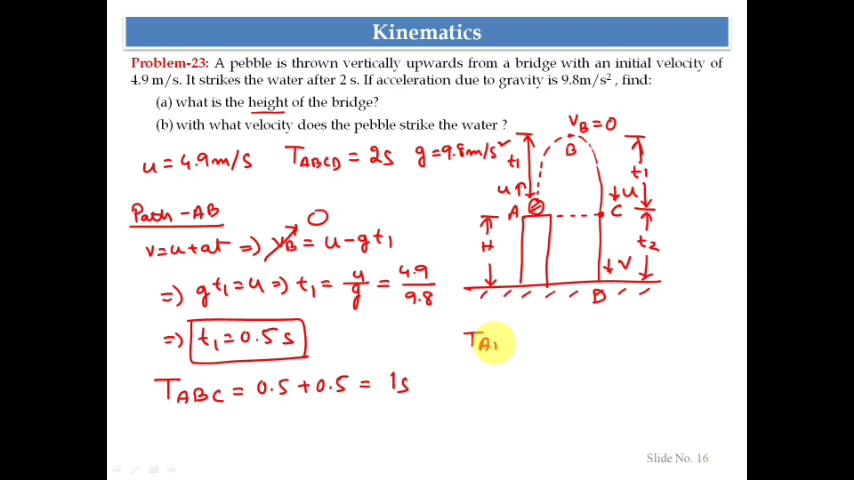 Kinematics
Problem-23: A pebble is thrown vertically upwards from a bridge with an initial velocity of
4.9 m/s. It strikes the water after 2 s. If acceleration due to gravity is 9.8m/s², find:
(a) what is the height of the bridge?
(b) with what velocity does the pebble strike the water ?
V_B = 0
u = 4.9 m/s T_ABCD = 2s g = 9.8 m/s²
t₁ B t₁
u↑ ↓u
Path-AB A C
v = u + at ⇒ V_B = u - gt₁ 0
H t₂
↓V
⇒ gt₁ = u ⇒ t₁ = u/g = 4.9/9.8
D
⇒ t₁ = 0.5 s
T_A
T_ABC = 0.5 + 0.5 = 1s
Slide No. 16